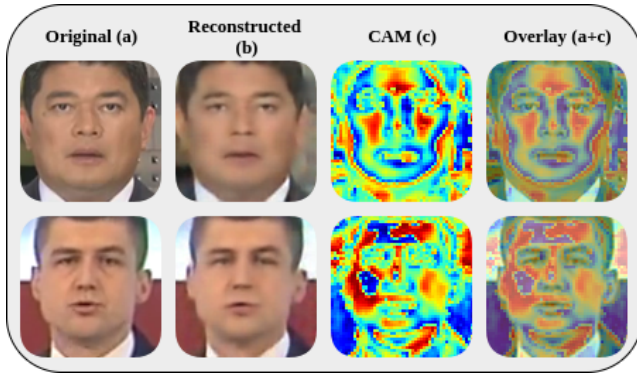 Original (a)
Reconstructed
(b)
CAM (c)
Overlay (a+c)